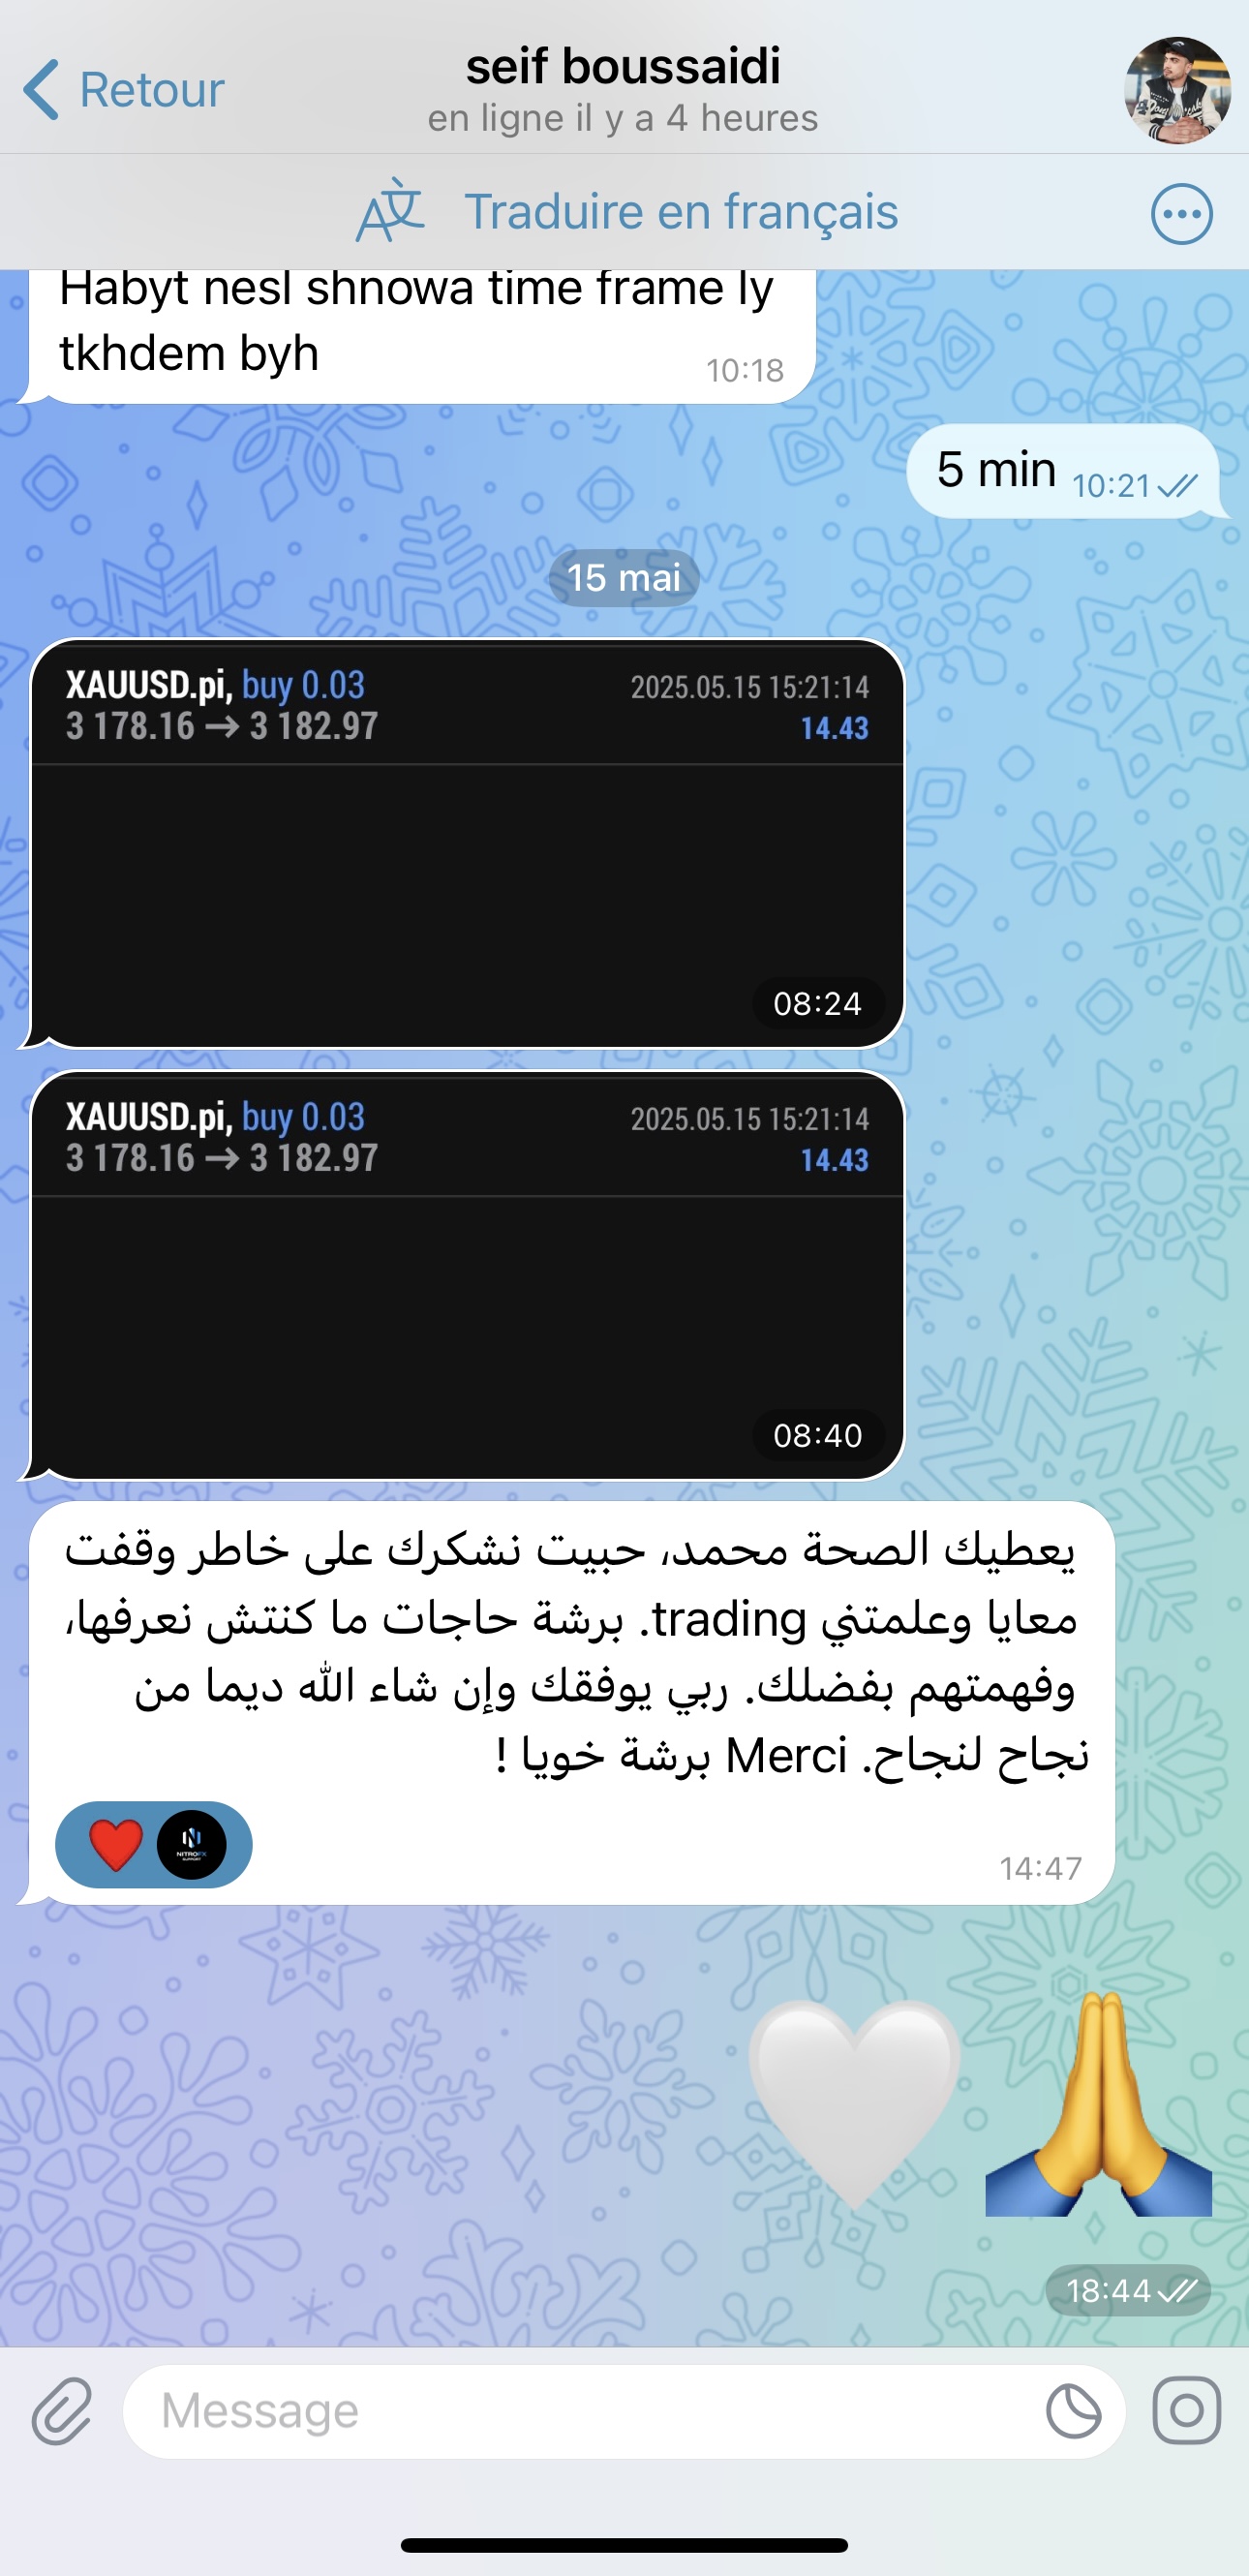 seif boussaidi
Retour
en ligne il y a 4 heures
Traduire en français
Habyt nesl shnowa time frame ly
tkhdem byh
10:18
5 min 10:21
15 mai
XAUUSD.pi, buy 0.03 2025.05.15 15:21:14
3 178.16 → 3 182.97 14.43
08:24
XAUUSD.pi, buy 0.03 2025.05.15 15:21:14
3 178.16 → 3 182.97 14.43
08:40
يعطيك الصحة محمد، حبيت نشكرك على خاطر وقفت
معايا وعلمتني trading. برشة حاجات ما كنتش نعرفها،
وفهمتهم بفضلك. ربي يوفقك وإن شاء الله ديما من
نجاح لنجاح. Merci برشة خويا !
NITROFX
SUPPORT
14:47
18:44
Message